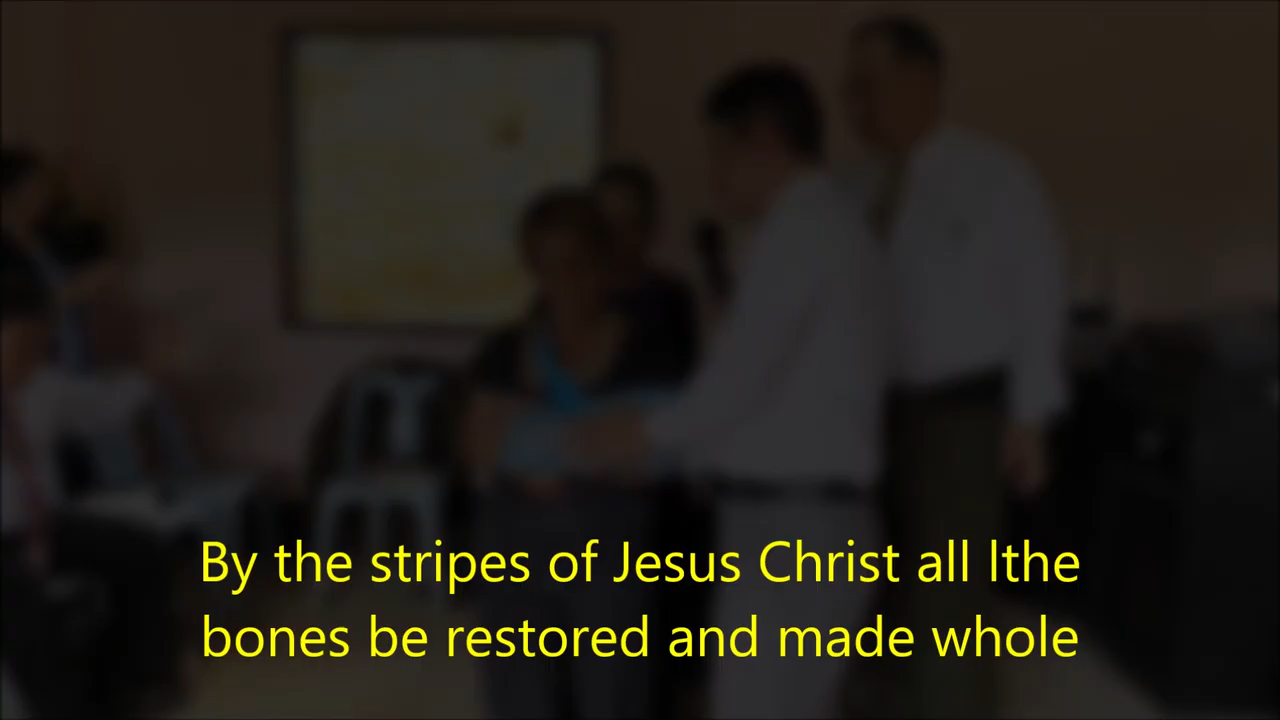 By the stripes of Jesus Christ all lthe
bones be restored and made whole